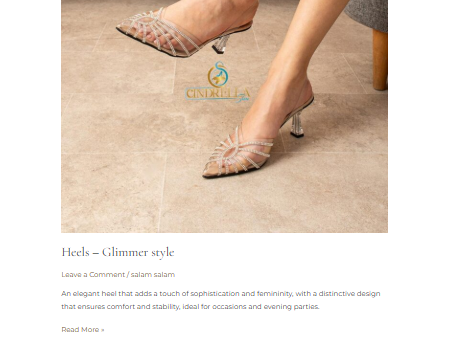 CINDRELLA
Heels – Glimmer style
Leave a Comment / salam salam
An elegant heel that adds a touch of sophistication and femininity, with a distinctive design
that ensures comfort and stability, ideal for occasions and evening parties.
Read More »